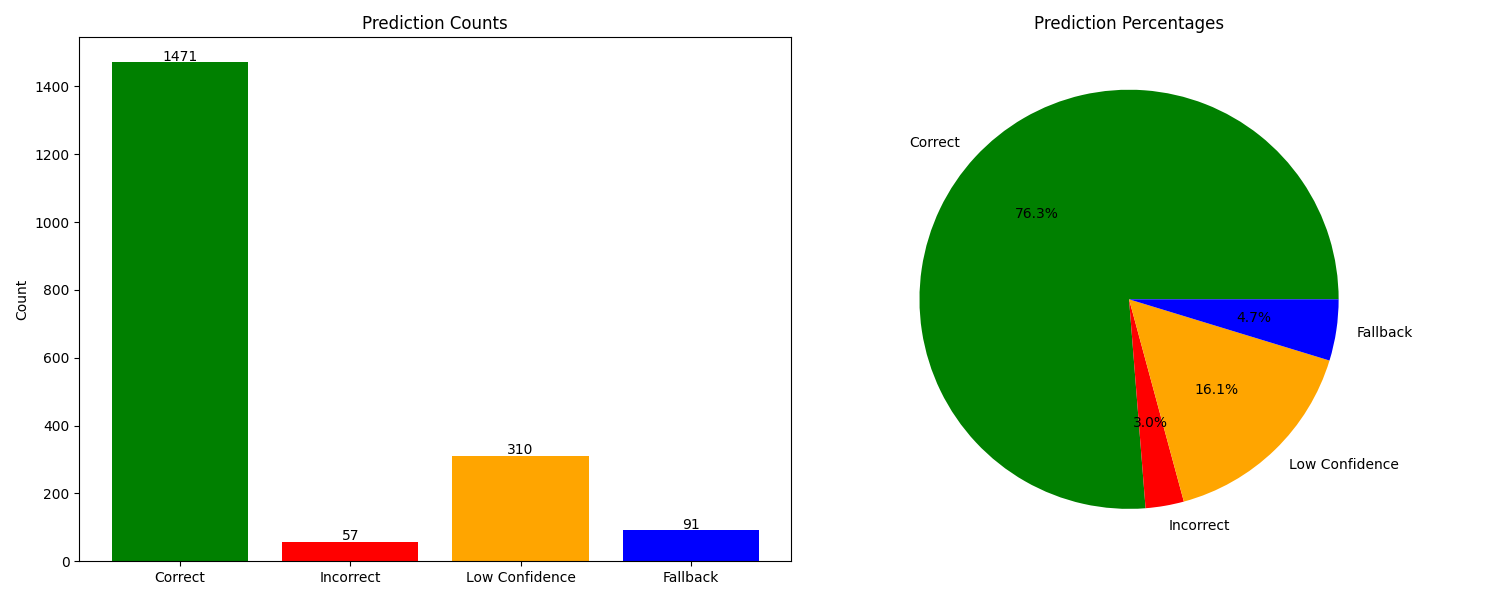 Prediction Counts
1471
57
310
91
1400
1200
1000
800
600
400
200
0
Count
Correct
Incorrect
Low Confidence
Fallback
Prediction Percentages
Correct
76.3%
4.7%
Fallback
16.1%
3.0%
Low Confidence
Incorrect